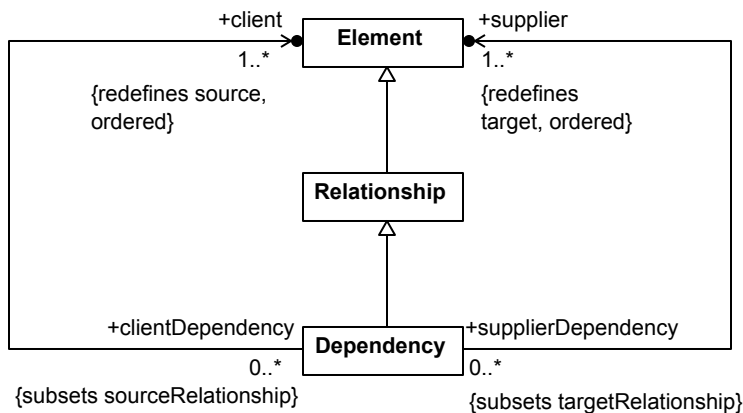 +client
+supplier
Element
1..*
1..*
{redefines source,
ordered}
{redefines
target, ordered}
Relationship
+clientDependency
+supplierDependency
Dependency
0..*
0..*
{subsets sourceRelationship}
{subsets targetRelationship}